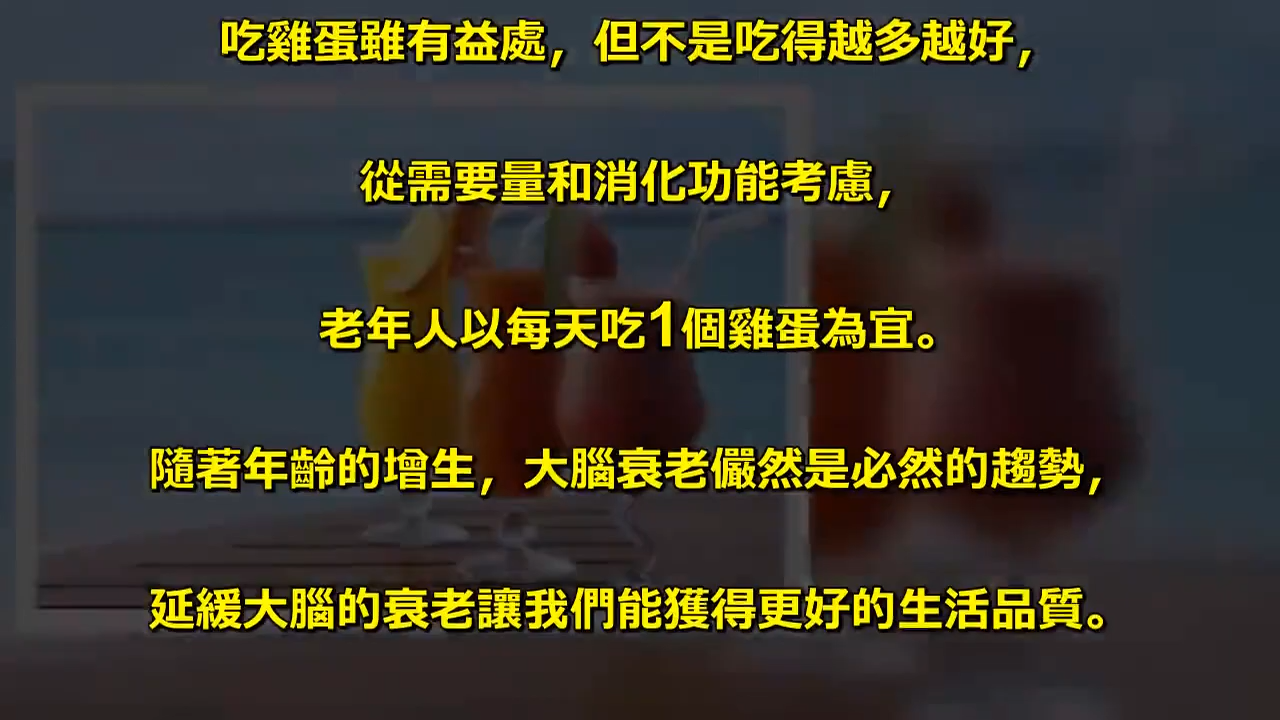 吃雞蛋雖有益處，但不是吃得越多越好，
從需要量和消化功能考慮，
老年人以每天吃1個雞蛋為宜。
隨著年齡的增生，大腦衰老儼然是必然的趨勢，
延緩大腦的衰老讓我們能獲得更好的生活品質。